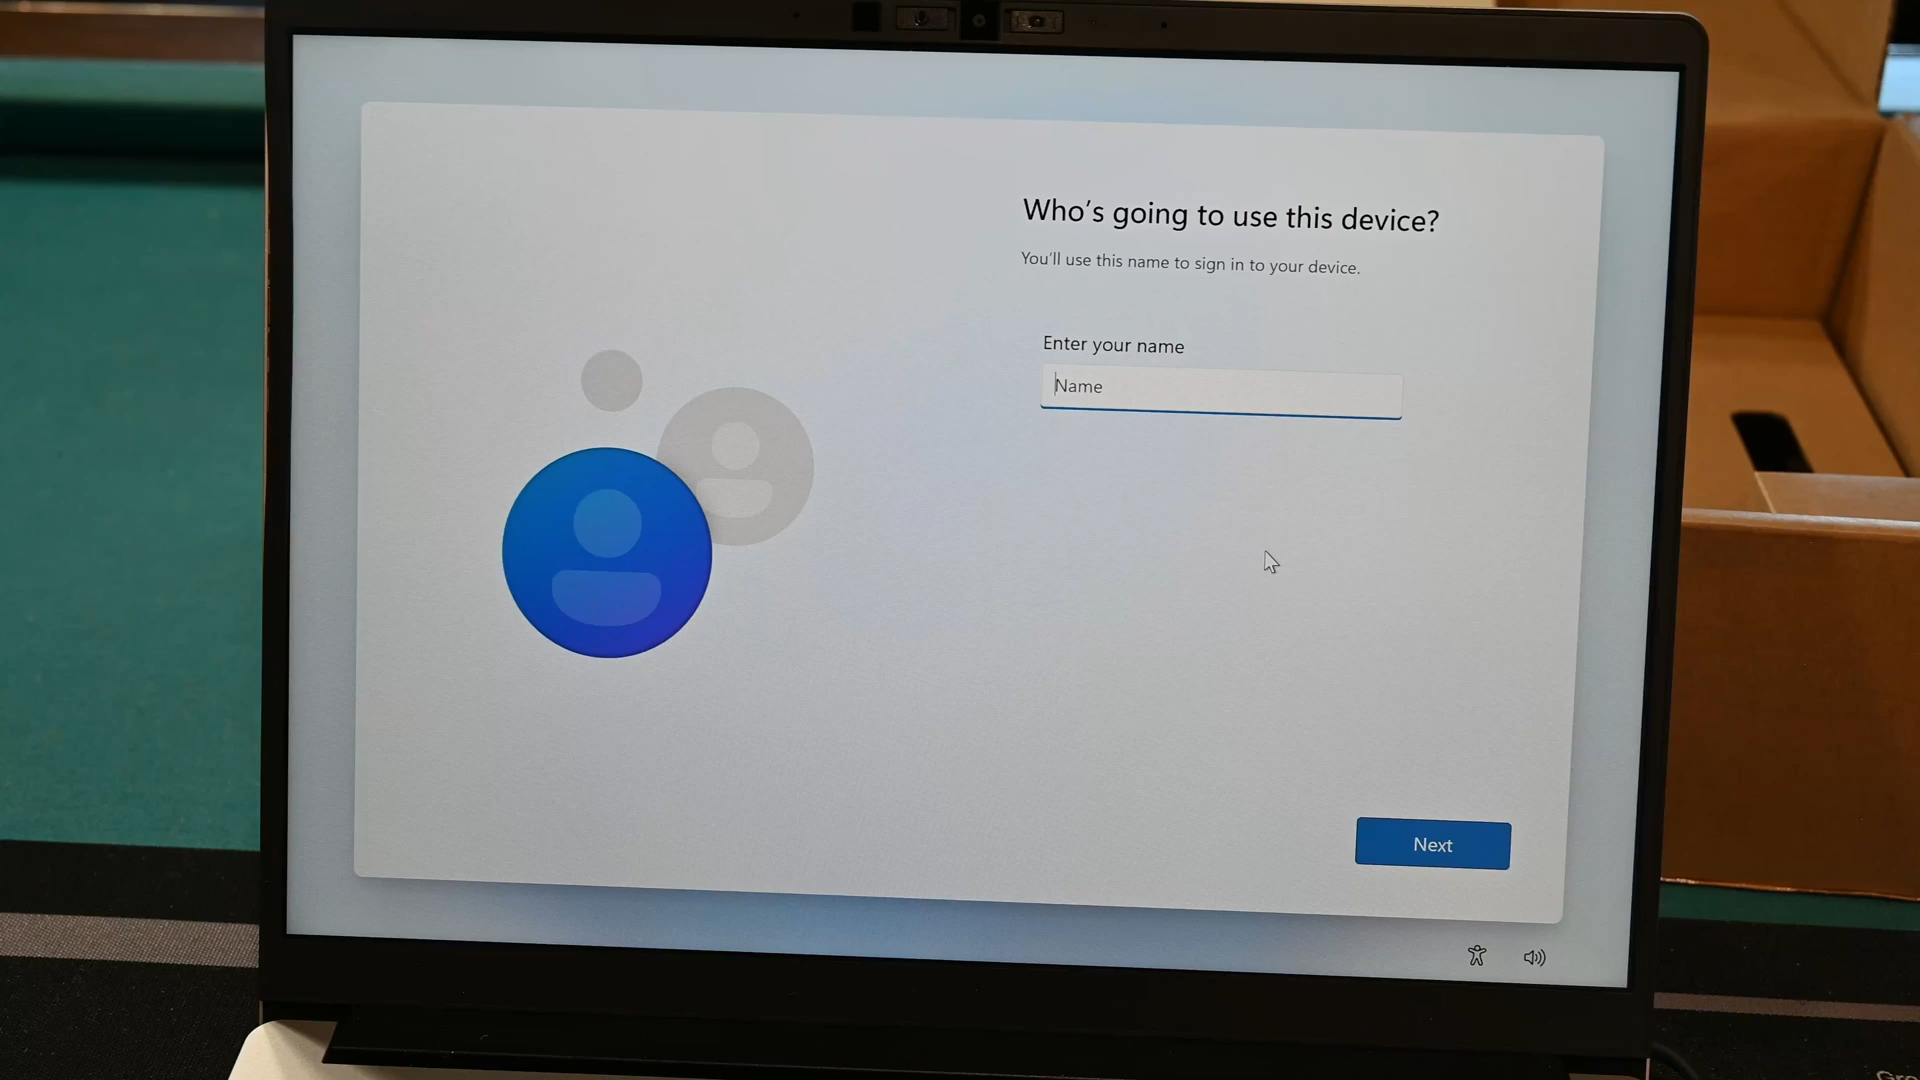 Who's going to use this device?
You'll use this name to sign in to your device.
Enter your name
Name
Next